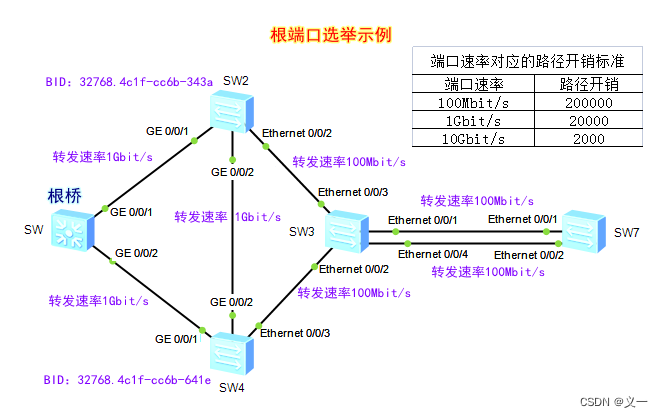 根端口选举示例
端口速率对应的路径开销标准
端口速率 路径开销
100Mbit/s 200000
1Gbit/s 20000
10Gbit/s 2000
BID: 32768.4c1f-cc6b-343a
SW2
GE 0/0/1
Ethernet 0/0/2
转发速率1Gbit/s
GE 0/0/2
转发速率100Mbit/s
根桥
Ethernet 0/0/3
转发速率100Mbit/s
GE 0/0/1
转发速率 1Gbit/s
Ethernet 0/0/1
Ethernet 0/0/1
SW
SW3
SW7
GE 0/0/2
Ethernet 0/0/4
Ethernet 0/0/2
Ethernet 0/0/2
转发速率100Mbit/s
转发速率1Gbit/s
GE 0/0/2
转发速率100Mbit/s
GE 0/0/1
Ethernet 0/0/3
BID: 32768.4c1f-cc6b-641e
SW4
CSDN @义一